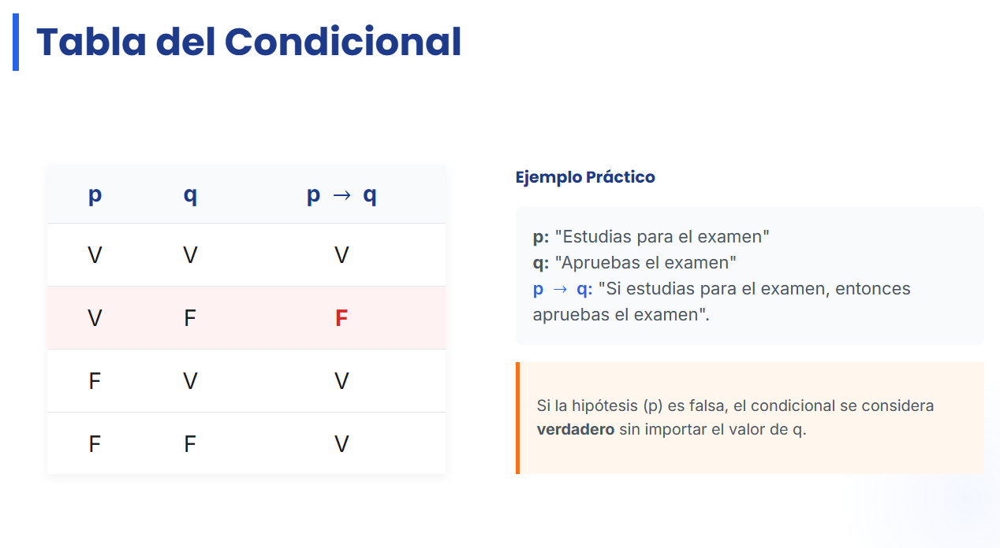 Tabla del Condicional
p q p → q
V V V
V F F
F V V
F F V
Ejemplo Práctico
p: "Estudias para el examen"
q: "Apruebas el examen"
p → q: "Si estudias para el examen, entonces
apruebas el examen".
Si la hipótesis (p) es falsa, el condicional se considera
verdadero sin importar el valor de q.